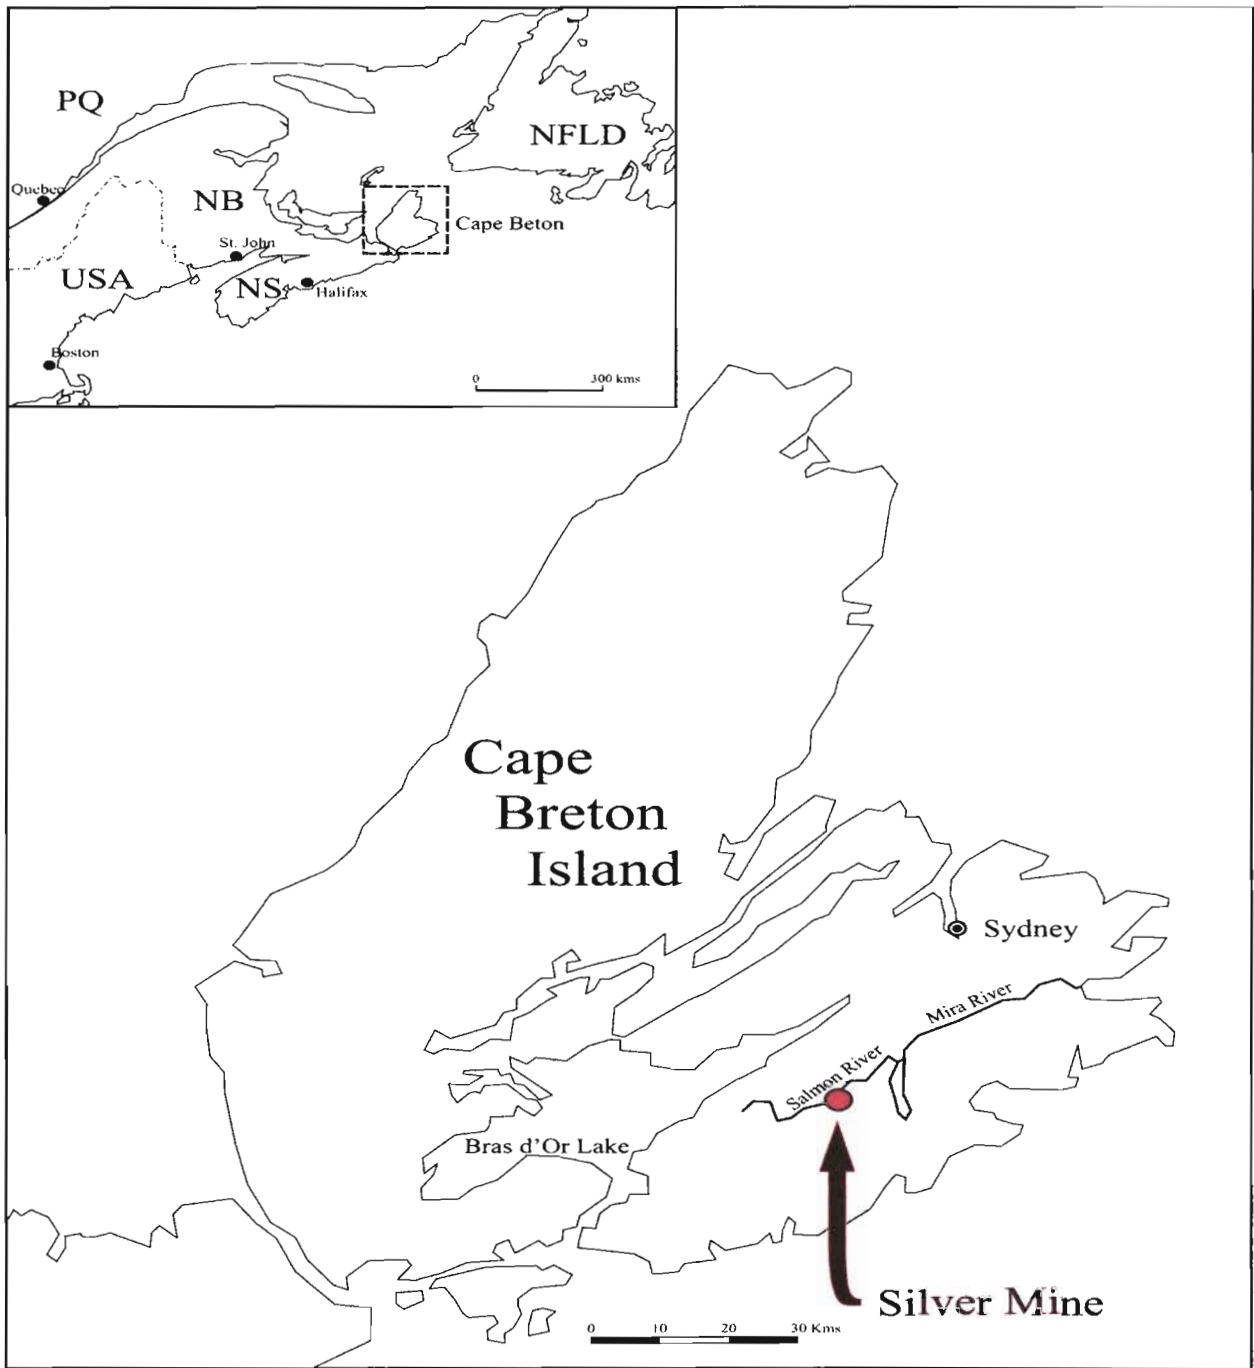 PQ
NFLD
Quebec
NB
Cape Beton
St. John
USA
NS
Halifax
Boston
0 300 kms
Cape
Breton
Island
Sydney
Mira River
Salmon River
Bras d'Or Lake
Silver Mine
0 10 20 30 Kms